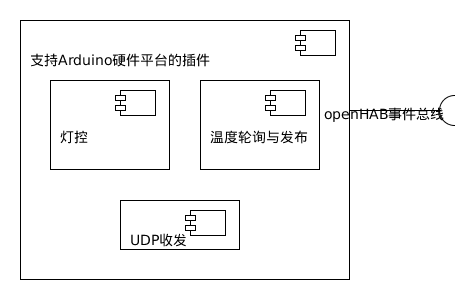 支持Arduino硬件平台的插件
openHAB事件总线
灯控
温度轮询与发布
UDP收发